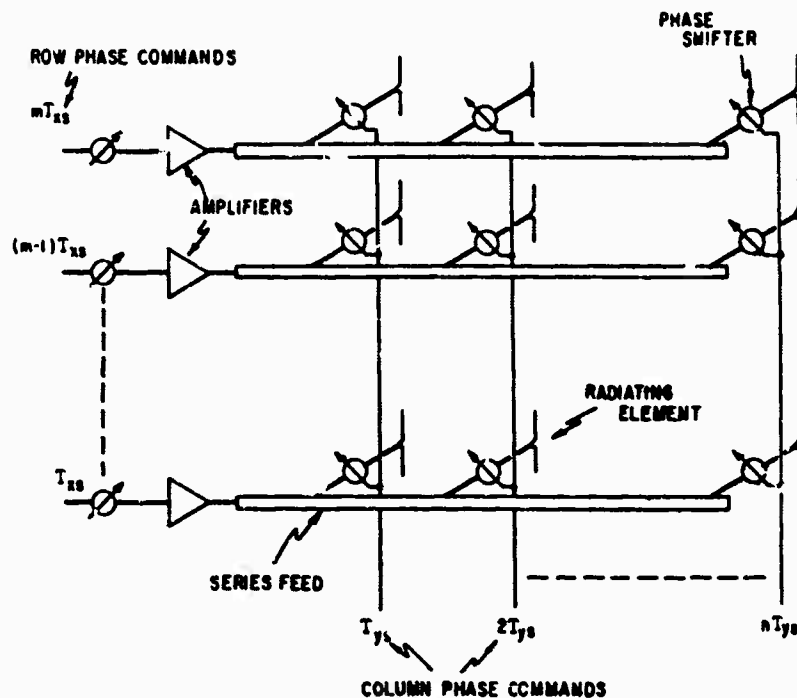 PHASE
SHIFTER
ROW PHASE COMMANDS
mTxs
AMPLIFIERS
(m-1)Txs
RADIATING
ELEMENT
Txs
SERIES FEED
Tys
2Tys
nTys
COLUMN PHASE COMMANDS